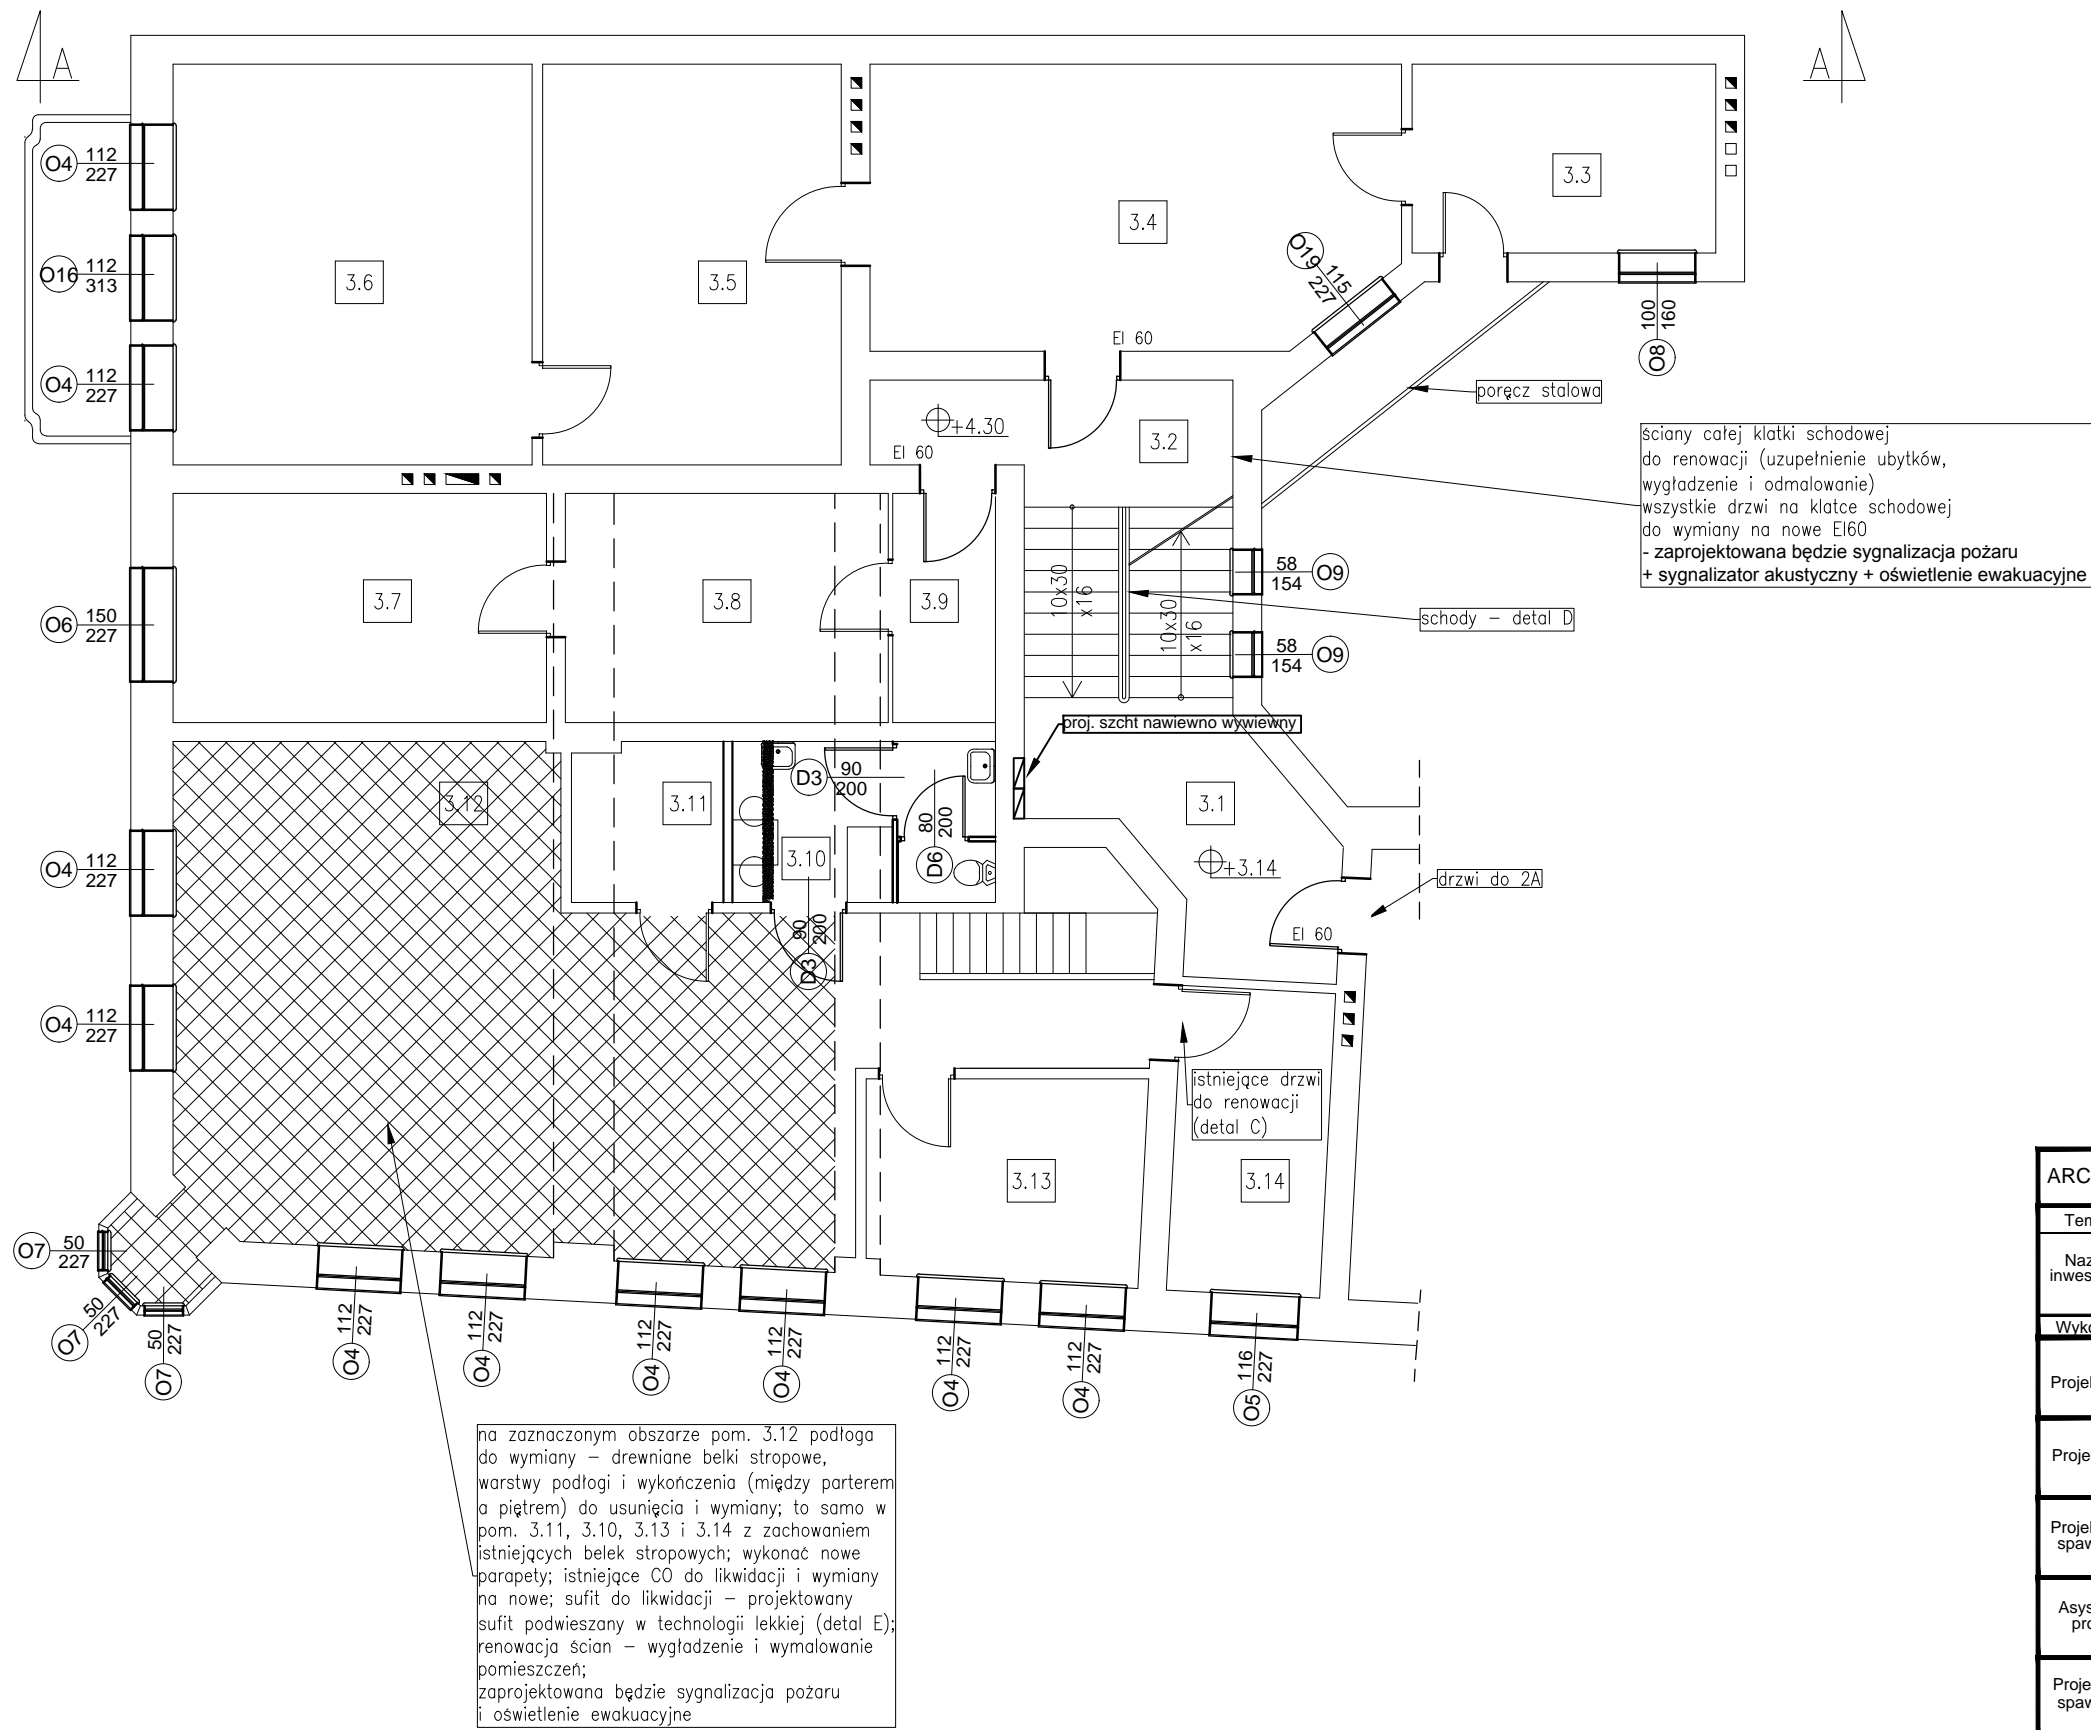 A
A
O4 112 227
O16 112 313
O4 112 227
3.6
3.5
3.4
3.3
O19 115 227
100 160 O8
EI 60
poręcz stalowa
+4.30
3.2
EI 60
ściany całej klatki schodowej
do renowacji (uzupełnienie ubytków,
wygładzenie i odmalowanie)
wszystkie drzwi na klatce schodowej
do wymiany na nowe EI60
- zaprojektowana będzie sygnalizacja pożaru
+ sygnalizator akustyczny + oświetlenie ewakuacyjne
O6 150 227
3.7
3.8
3.9
10x30
x16
10x30
x16
58 154 O9
58 154 O9
schody – detal D
proj. szcht nawiewno wywiewny
3.12
3.11
D3 90 200
80 200 D6
3.10
3.1
+3.14
drzwi do 2A
EI 60
O4 112 227
O4 112 227
90 200 D3
istniejące drzwi
do renowacji
(detal C)
3.13
3.14
O7 50 227
O7 50 227
50 227 O7
112 227 O4
112 227 O4
112 227 O4
112 227 O4
112 227 O4
112 227 O4
116 227 O5
na zaznaczonym obszarze pom. 3.12 podłoga
do wymiany – drewniane belki stropowe,
warstwy podłogi i wykończenia (między parterem
a piętrem) do usunięcia i wymiany; to samo w
pom. 3.11, 3.10, 3.13 i 3.14 z zachowaniem
istniejących belek stropowych; wykonać nowe
parapety; istniejące CO do likwidacji i wymiany
na nowe; sufit do likwidacji – projektowany
sufit podwieszany w technologii lekkiej (detal E);
renowacja ścian – wygładzenie i wymalowanie
pomieszczeń;
zaprojektowana będzie sygnalizacja pożaru
i oświetlenie ewakuacyjne